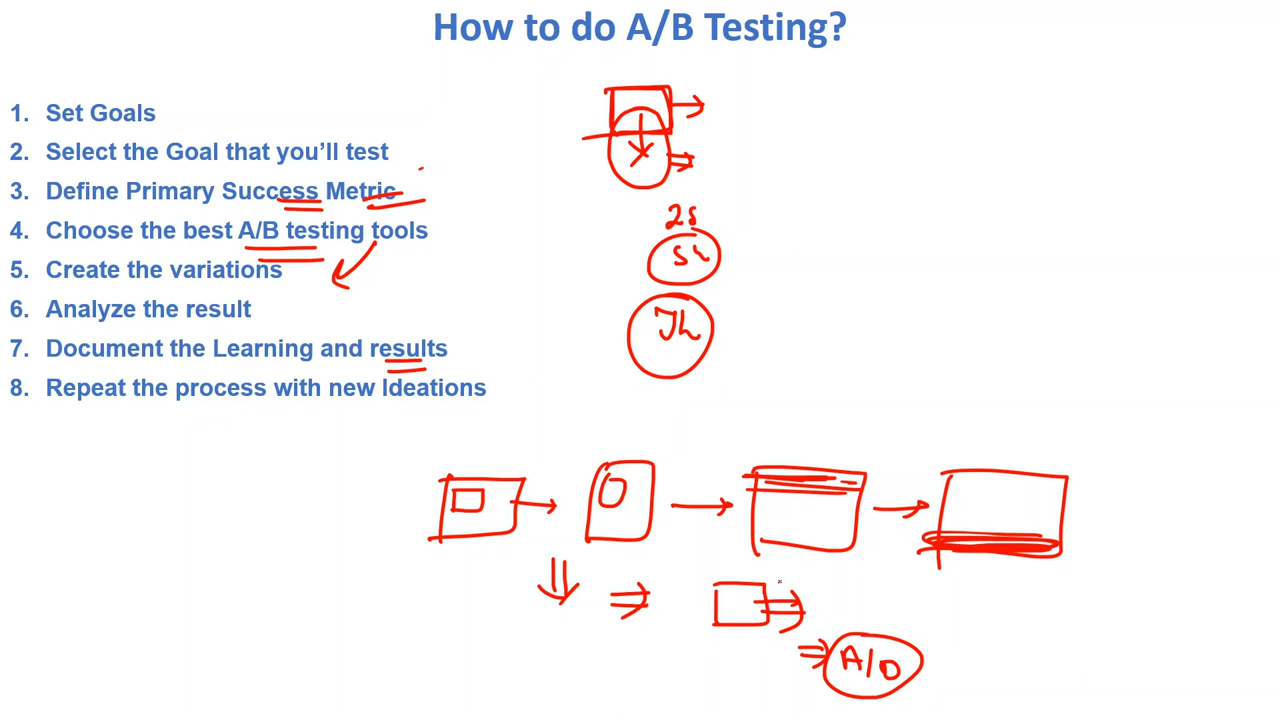 How to do A/B Testing?
1. Set Goals
2. Select the Goal that you’ll test
3. Define Primary Success Metric
4. Choose the best A/B testing tools
5. Create the variations
6. Analyze the result
7. Document the Learning and results
8. Repeat the process with new Ideations
A/D